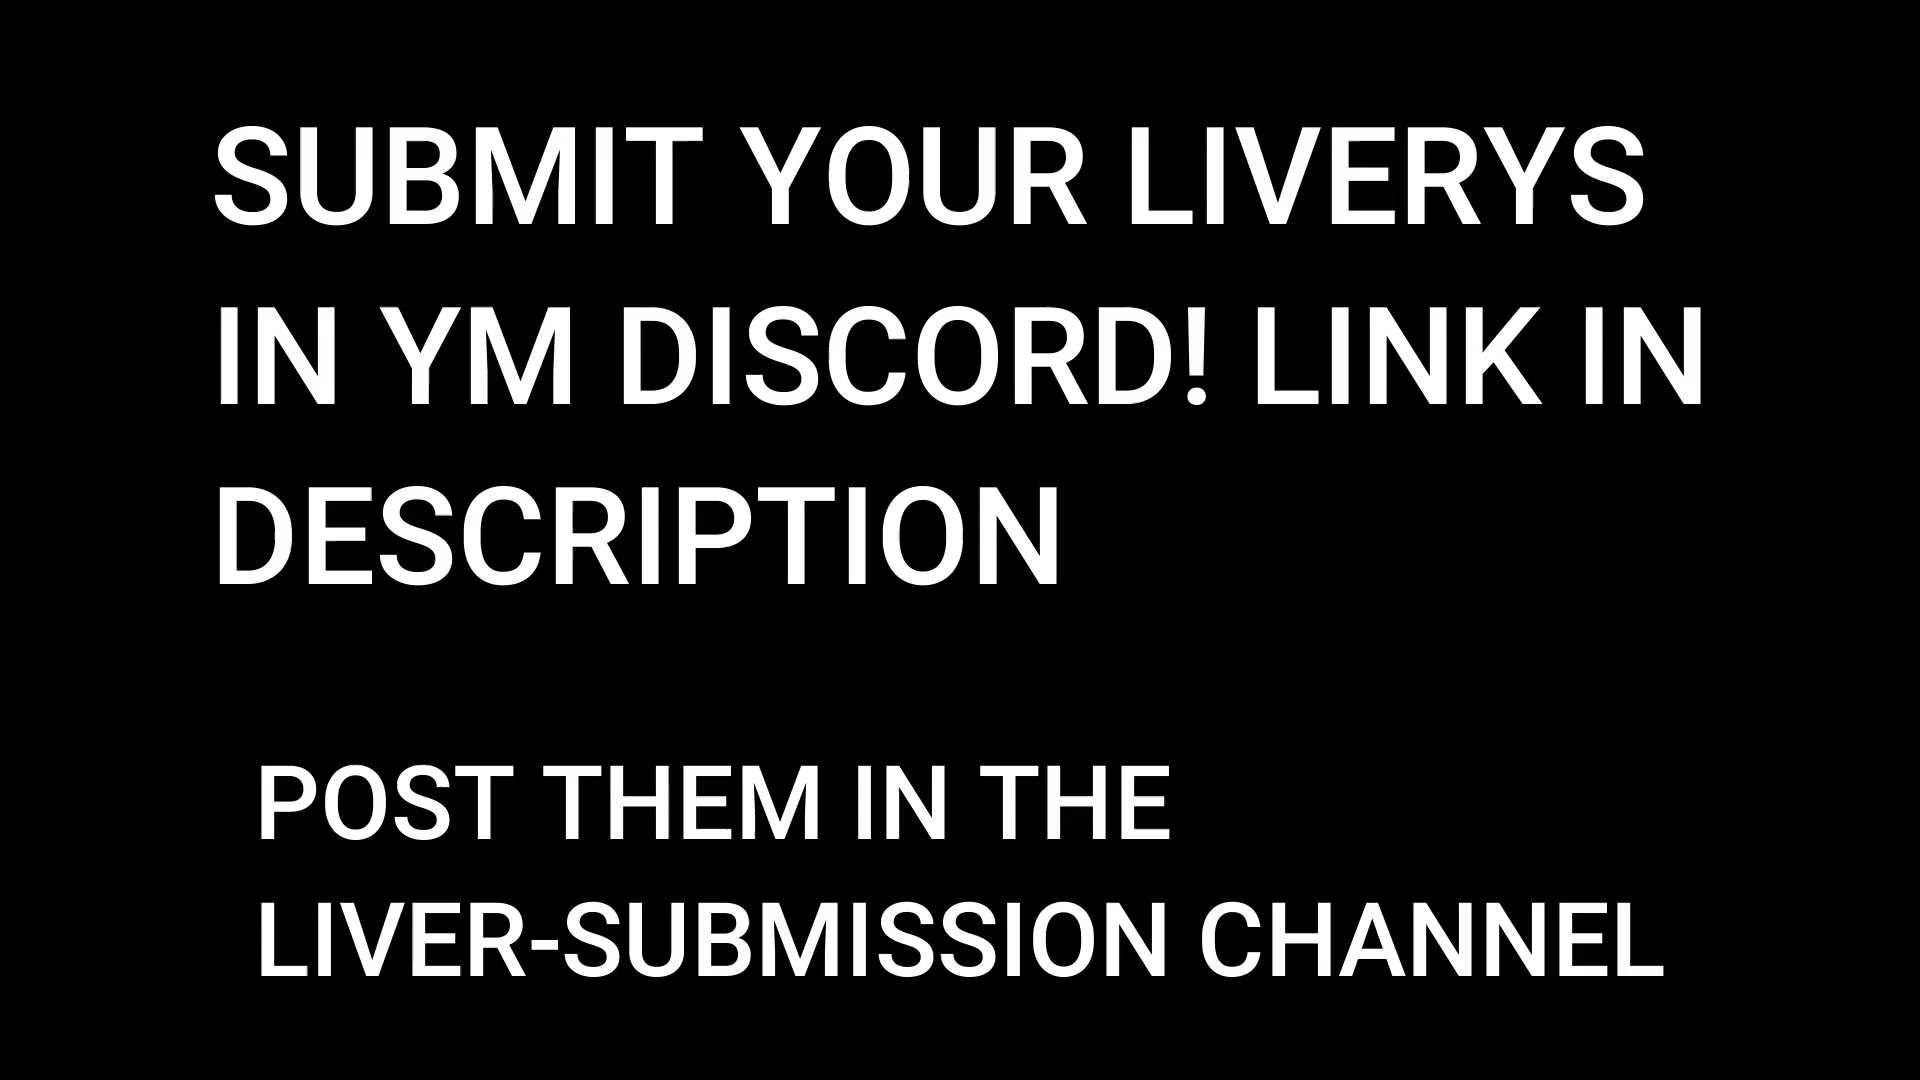 SUBMIT YOUR LIVERYS
IN YM DISCORD! LINK IN
DESCRIPTION
POST THEM IN THE
LIVER-SUBMISSION CHANNEL